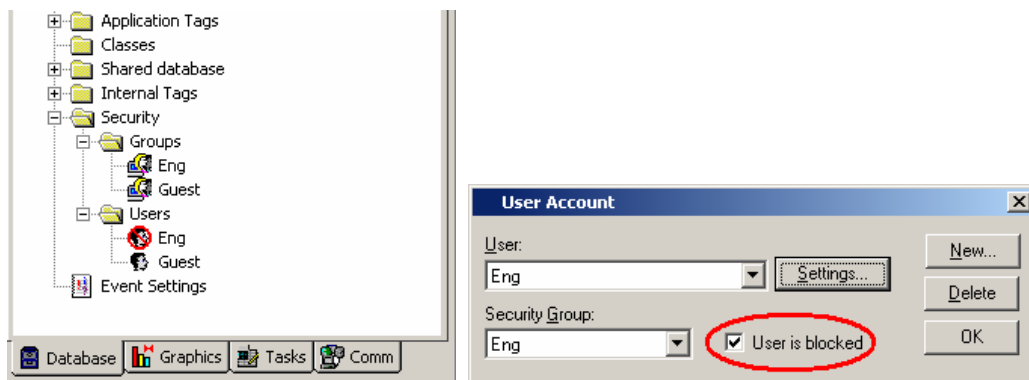 Application Tags
Classes
Shared database
Internal Tags
Security
Groups
Eng
Guest
Users
Eng
Guest
Event Settings
Database Graphics Tasks Comm
User Account
User:
Eng
Settings...
Security Group:
Eng
User is blocked
New...
Delete
OK